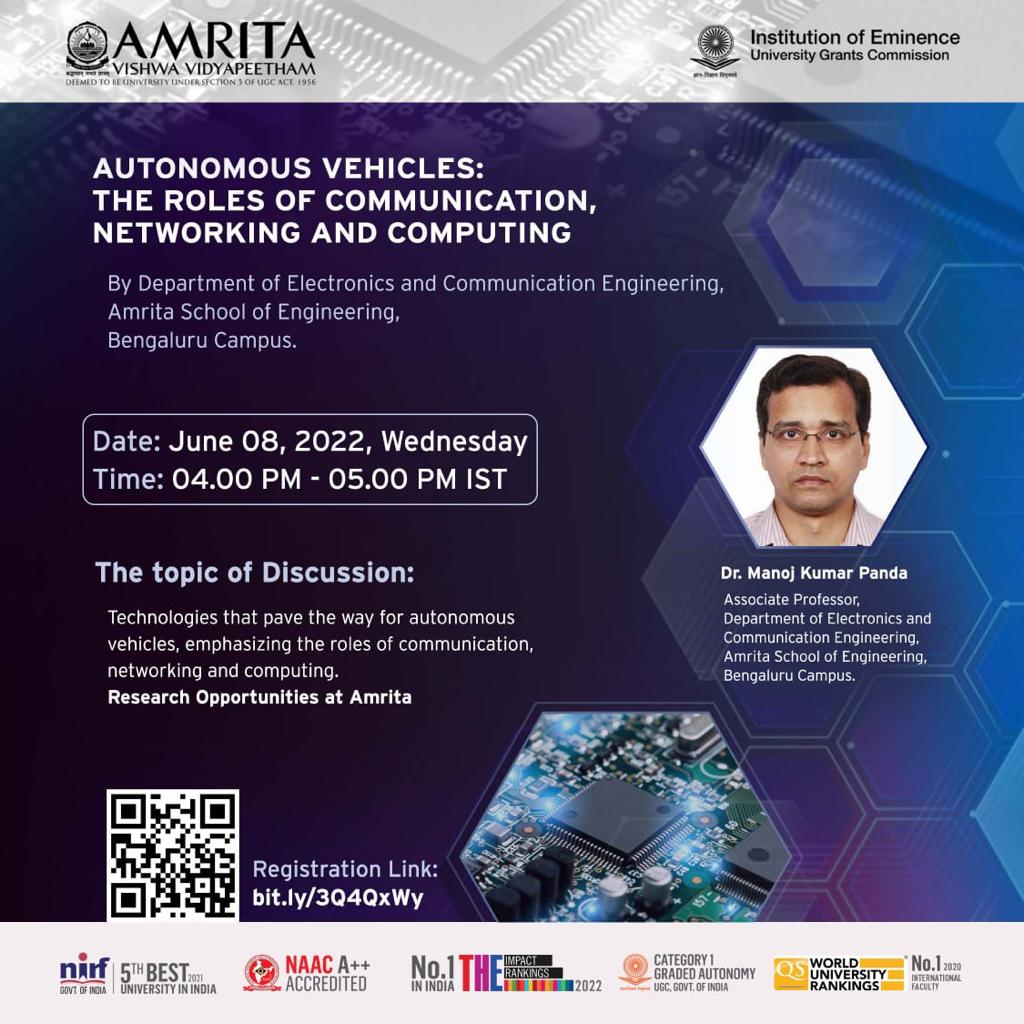 AMRITA
VISHWA VIDYAPEETHAM
DEEMED TO BE UNIVERSITY UNDER SECTION 3 OF UGC ACT, 1956
Institution of Eminence
University Grants Commission
ज्ञान-विज्ञान विमुक्तये
AUTONOMOUS VEHICLES:
THE ROLES OF COMMUNICATION,
NETWORKING AND COMPUTING
By Department of Electronics and Communication Engineering,
Amrita School of Engineering,
Bengaluru Campus.
Date: June 08, 2022, Wednesday
Time: 04.00 PM - 05.00 PM IST
The topic of Discussion:
Technologies that pave the way for autonomous
vehicles, emphasizing the roles of communication,
networking and computing.
Research Opportunities at Amrita
Dr. Manoj Kumar Panda
Associate Professor,
Department of Electronics and
Communication Engineering,
Amrita School of Engineering,
Bengaluru Campus.
Registration Link:
bit.ly/3Q4QxWy
nirf
GOVT. OF INDIA
5TH BEST 2021
UNIVERSITY IN INDIA
NAAC A++
ACCREDITED
No.1
IN INDIA
THE IMPACT
RANKINGS
2022
CATEGORY 1
GRADED AUTONOMY
UGC, GOVT. OF INDIA
QS WORLD
UNIVERSITY
RANKINGS
No.1 2020
INTERNATIONAL
FACULTY